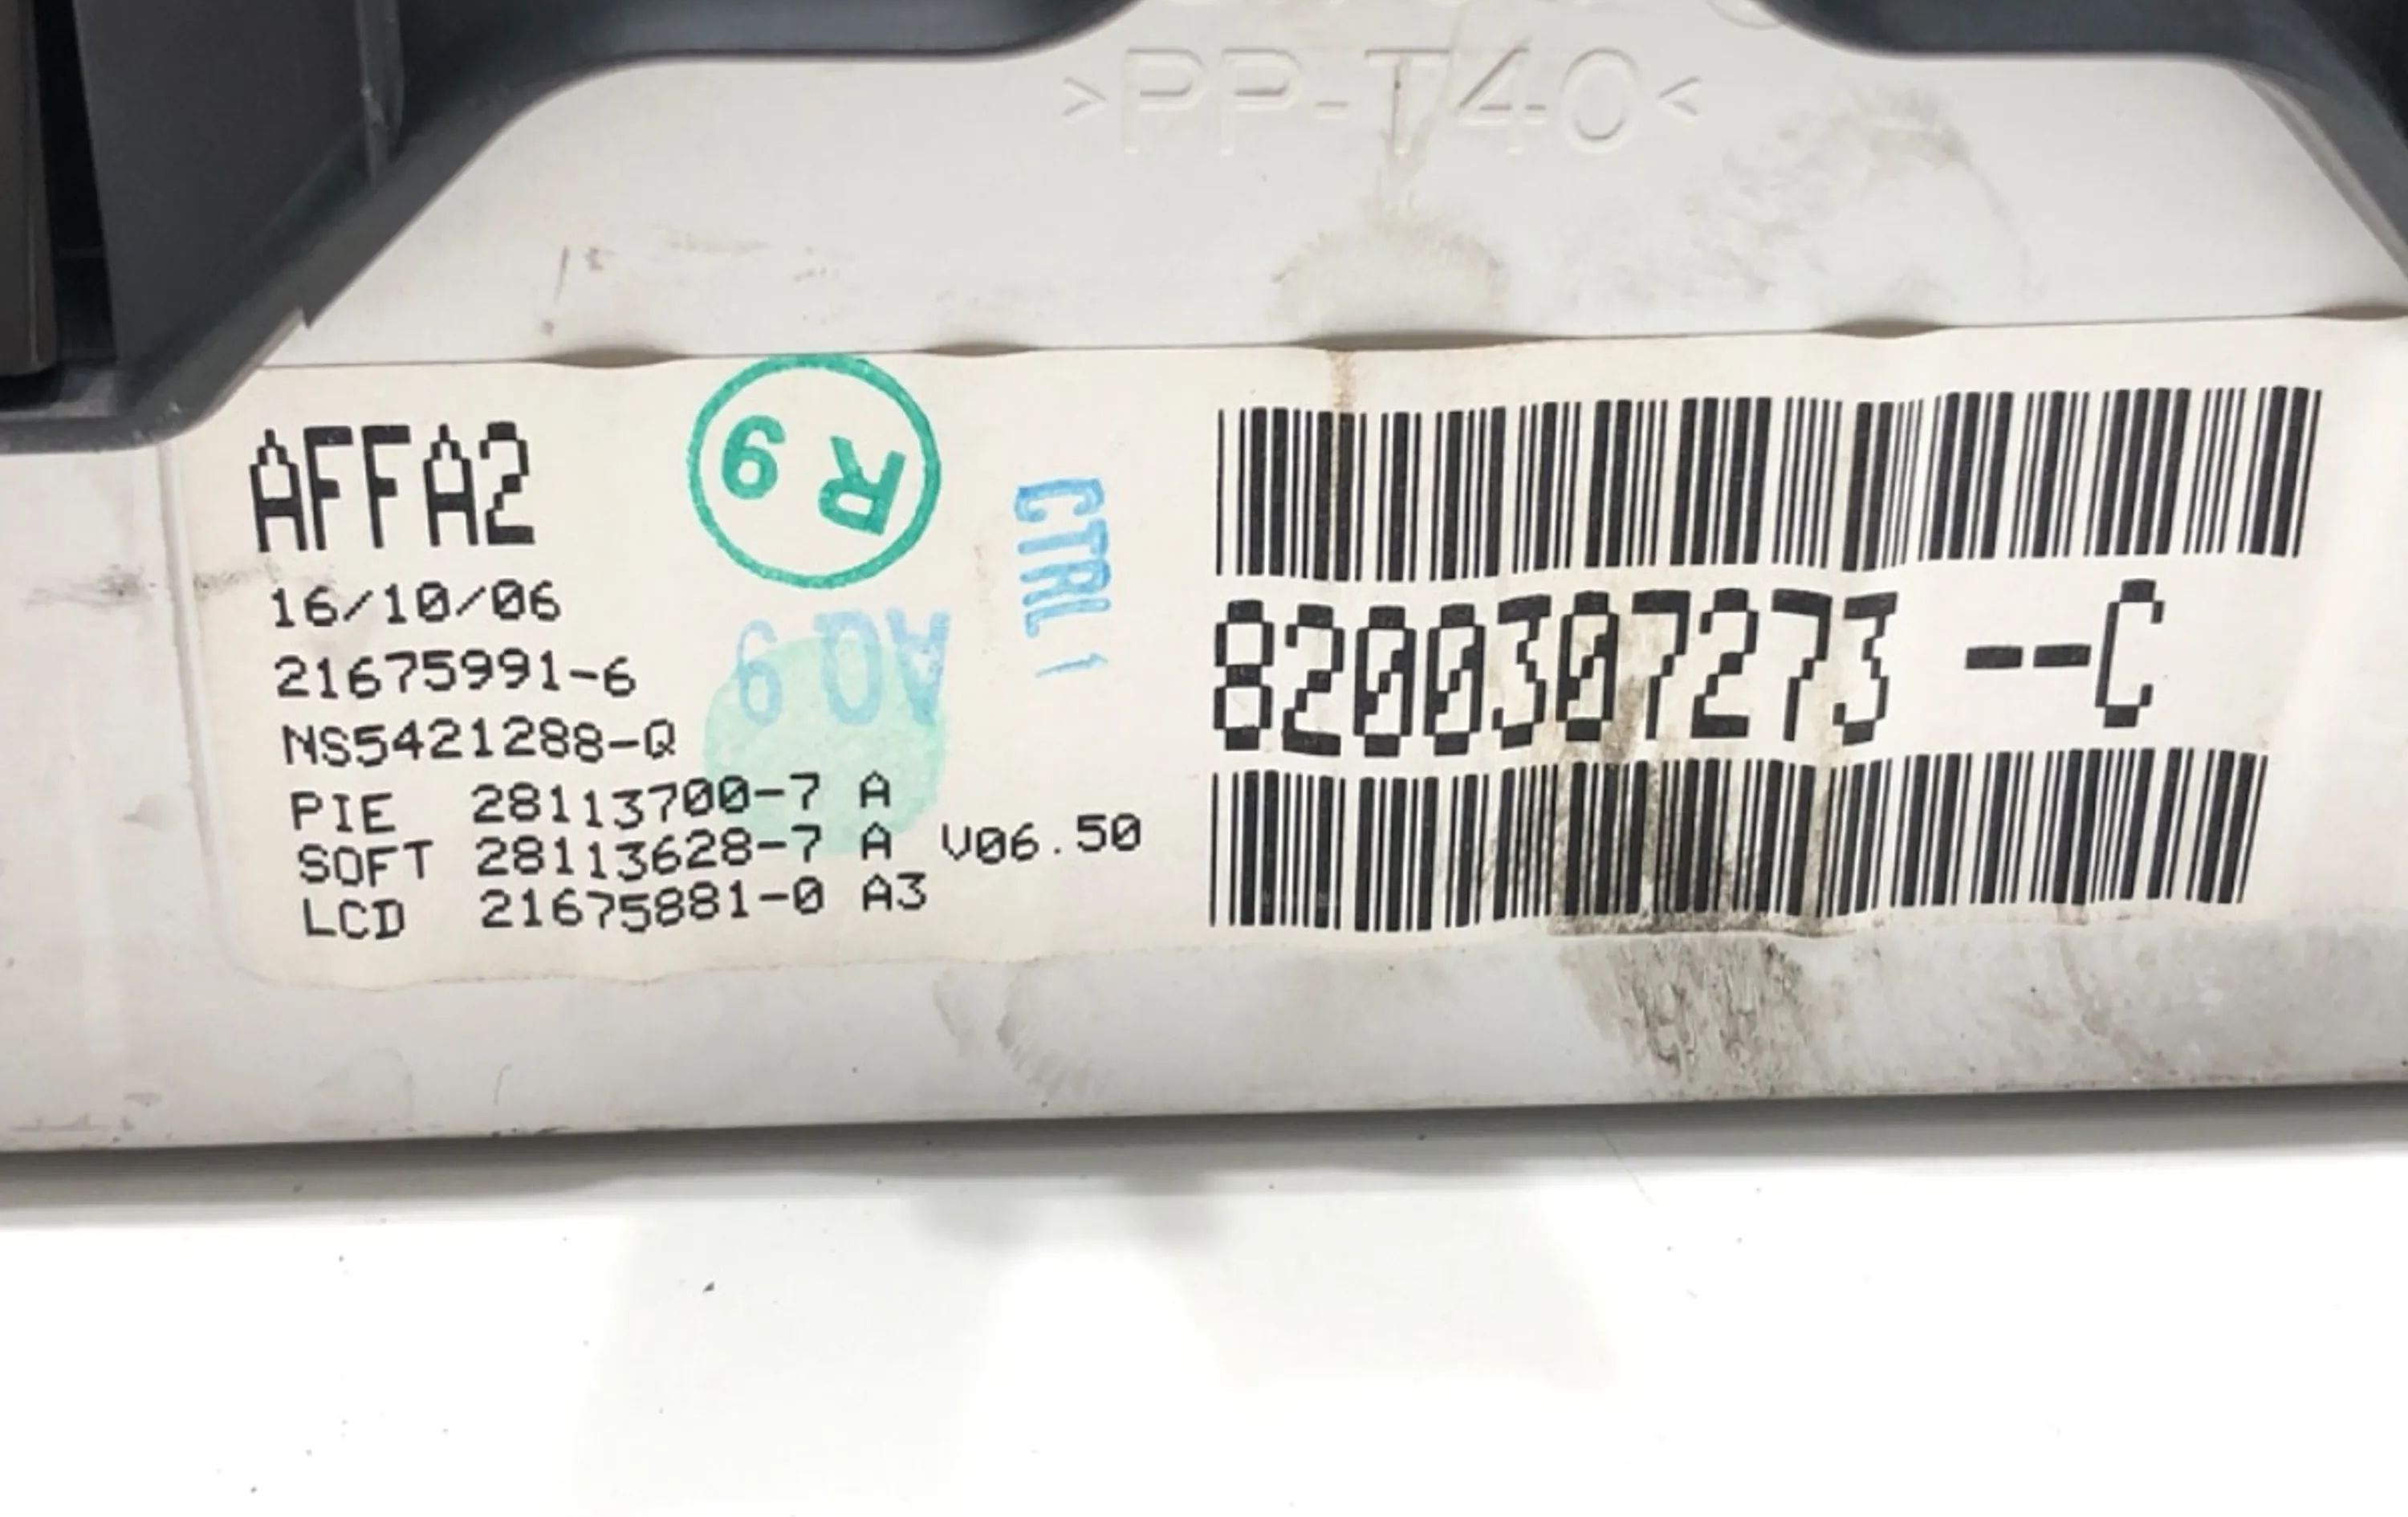 >PP-T40<
AFFA2
R 9
CTRL 1
16/10/06
AQ 9
21675991-6
NS5421288-Q
PIE 28113700-7 A
SOFT 28113628-7 A V06.50
LCD 21675881-0 A3
8200307273 --C